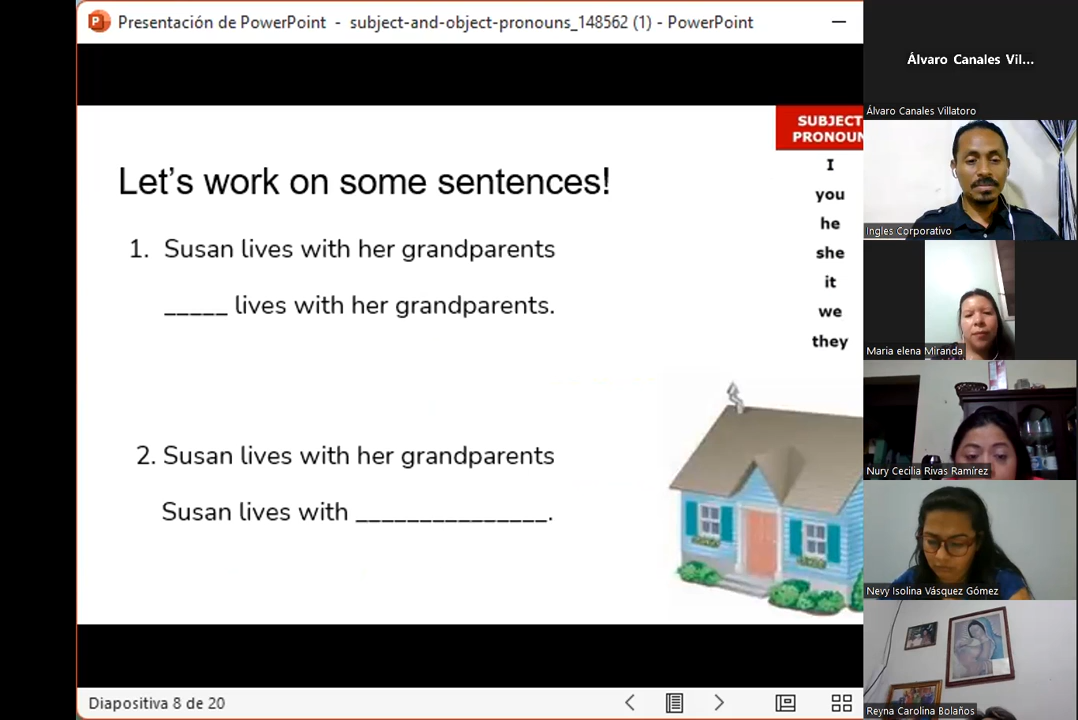 Presentación de PowerPoint - subject-and-object-pronouns_148562 (1) - PowerPoint
Álvaro Canales Vil...
Álvaro Canales Villatoro
SUBJECT
PRONOUN
Let's work on some sentences!
I
you
he
she
it
we
they
1. Susan lives with her grandparents
_____ lives with her grandparents.
2. Susan lives with her grandparents
Susan lives with _______________.
Ingles Corporativo
Maria elena Miranda
Nury Cecilia Rivas Ramírez
Nevy Isolina Vásquez Gómez
Reyna Carolina Bolaños
Diapositiva 8 de 20